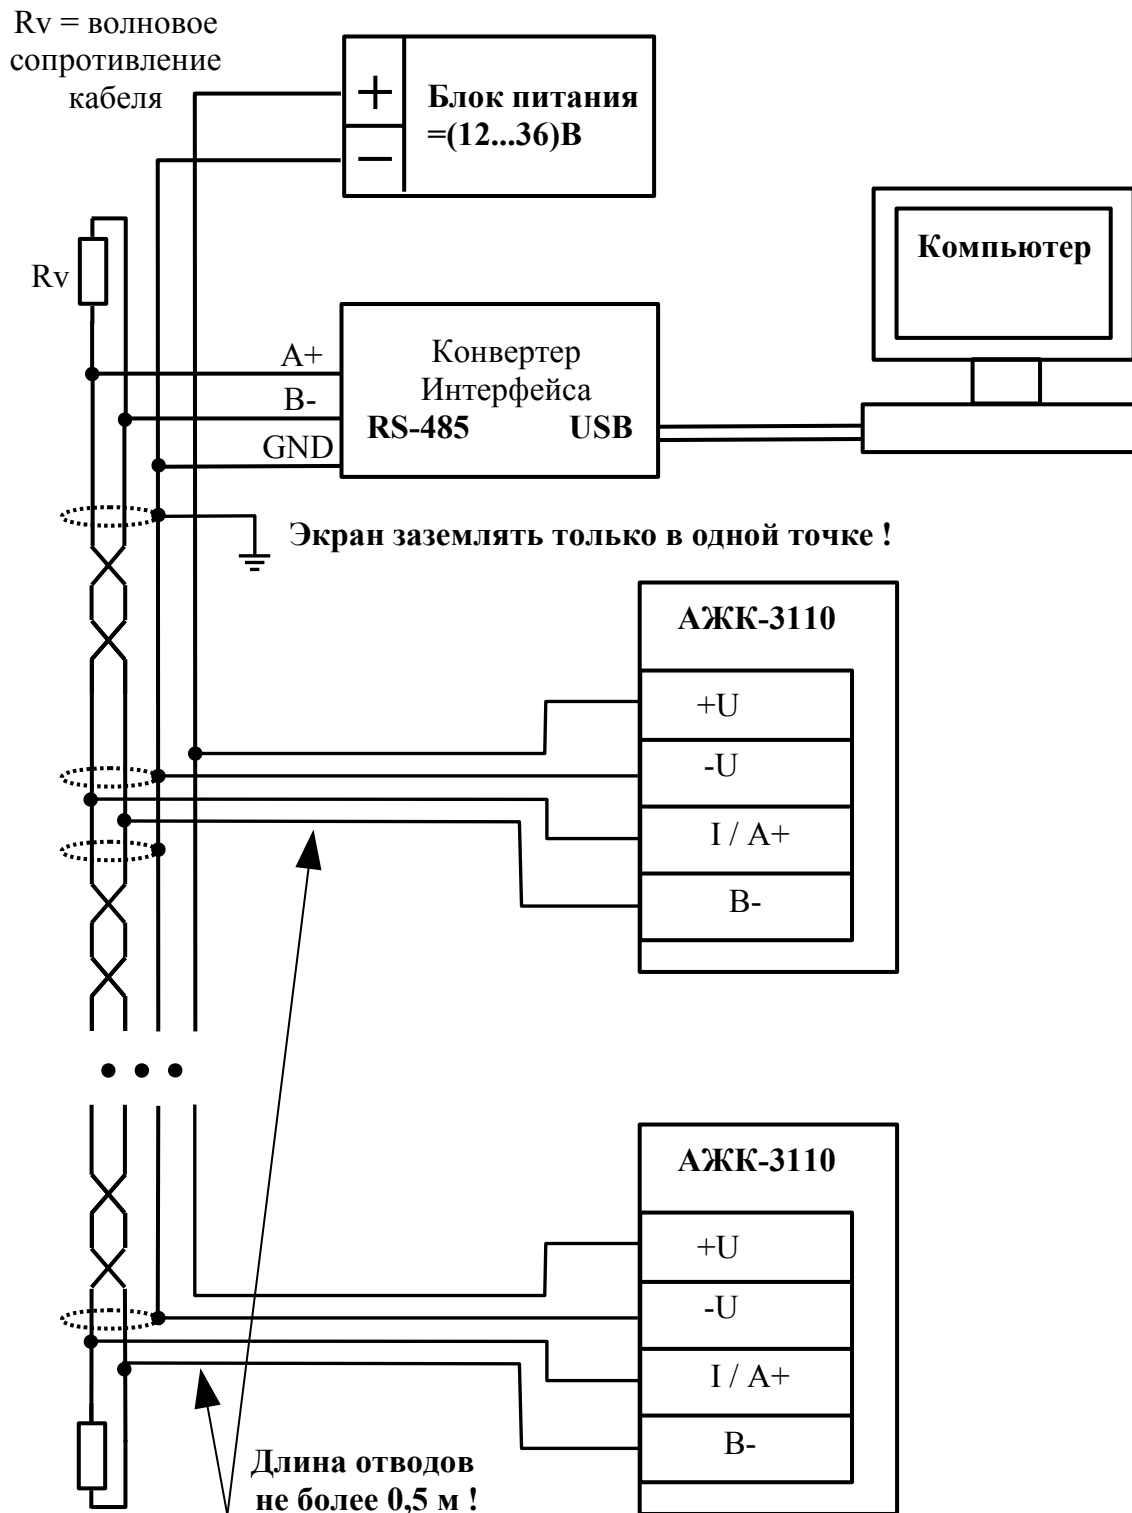 Rv = волновое
сопротивление
кабеля
+
Блок питания
=(12...36)В
−
Компьютер
Rv
A+
Конвертер
B-
Интерфейса
RS-485 USB
GND
Экран заземлять только в одной точке !
АЖК-3110
+U
-U
I / A+
B-
АЖК-3110
+U
-U
I / A+
B-
Длина отводов
не более 0,5 м !